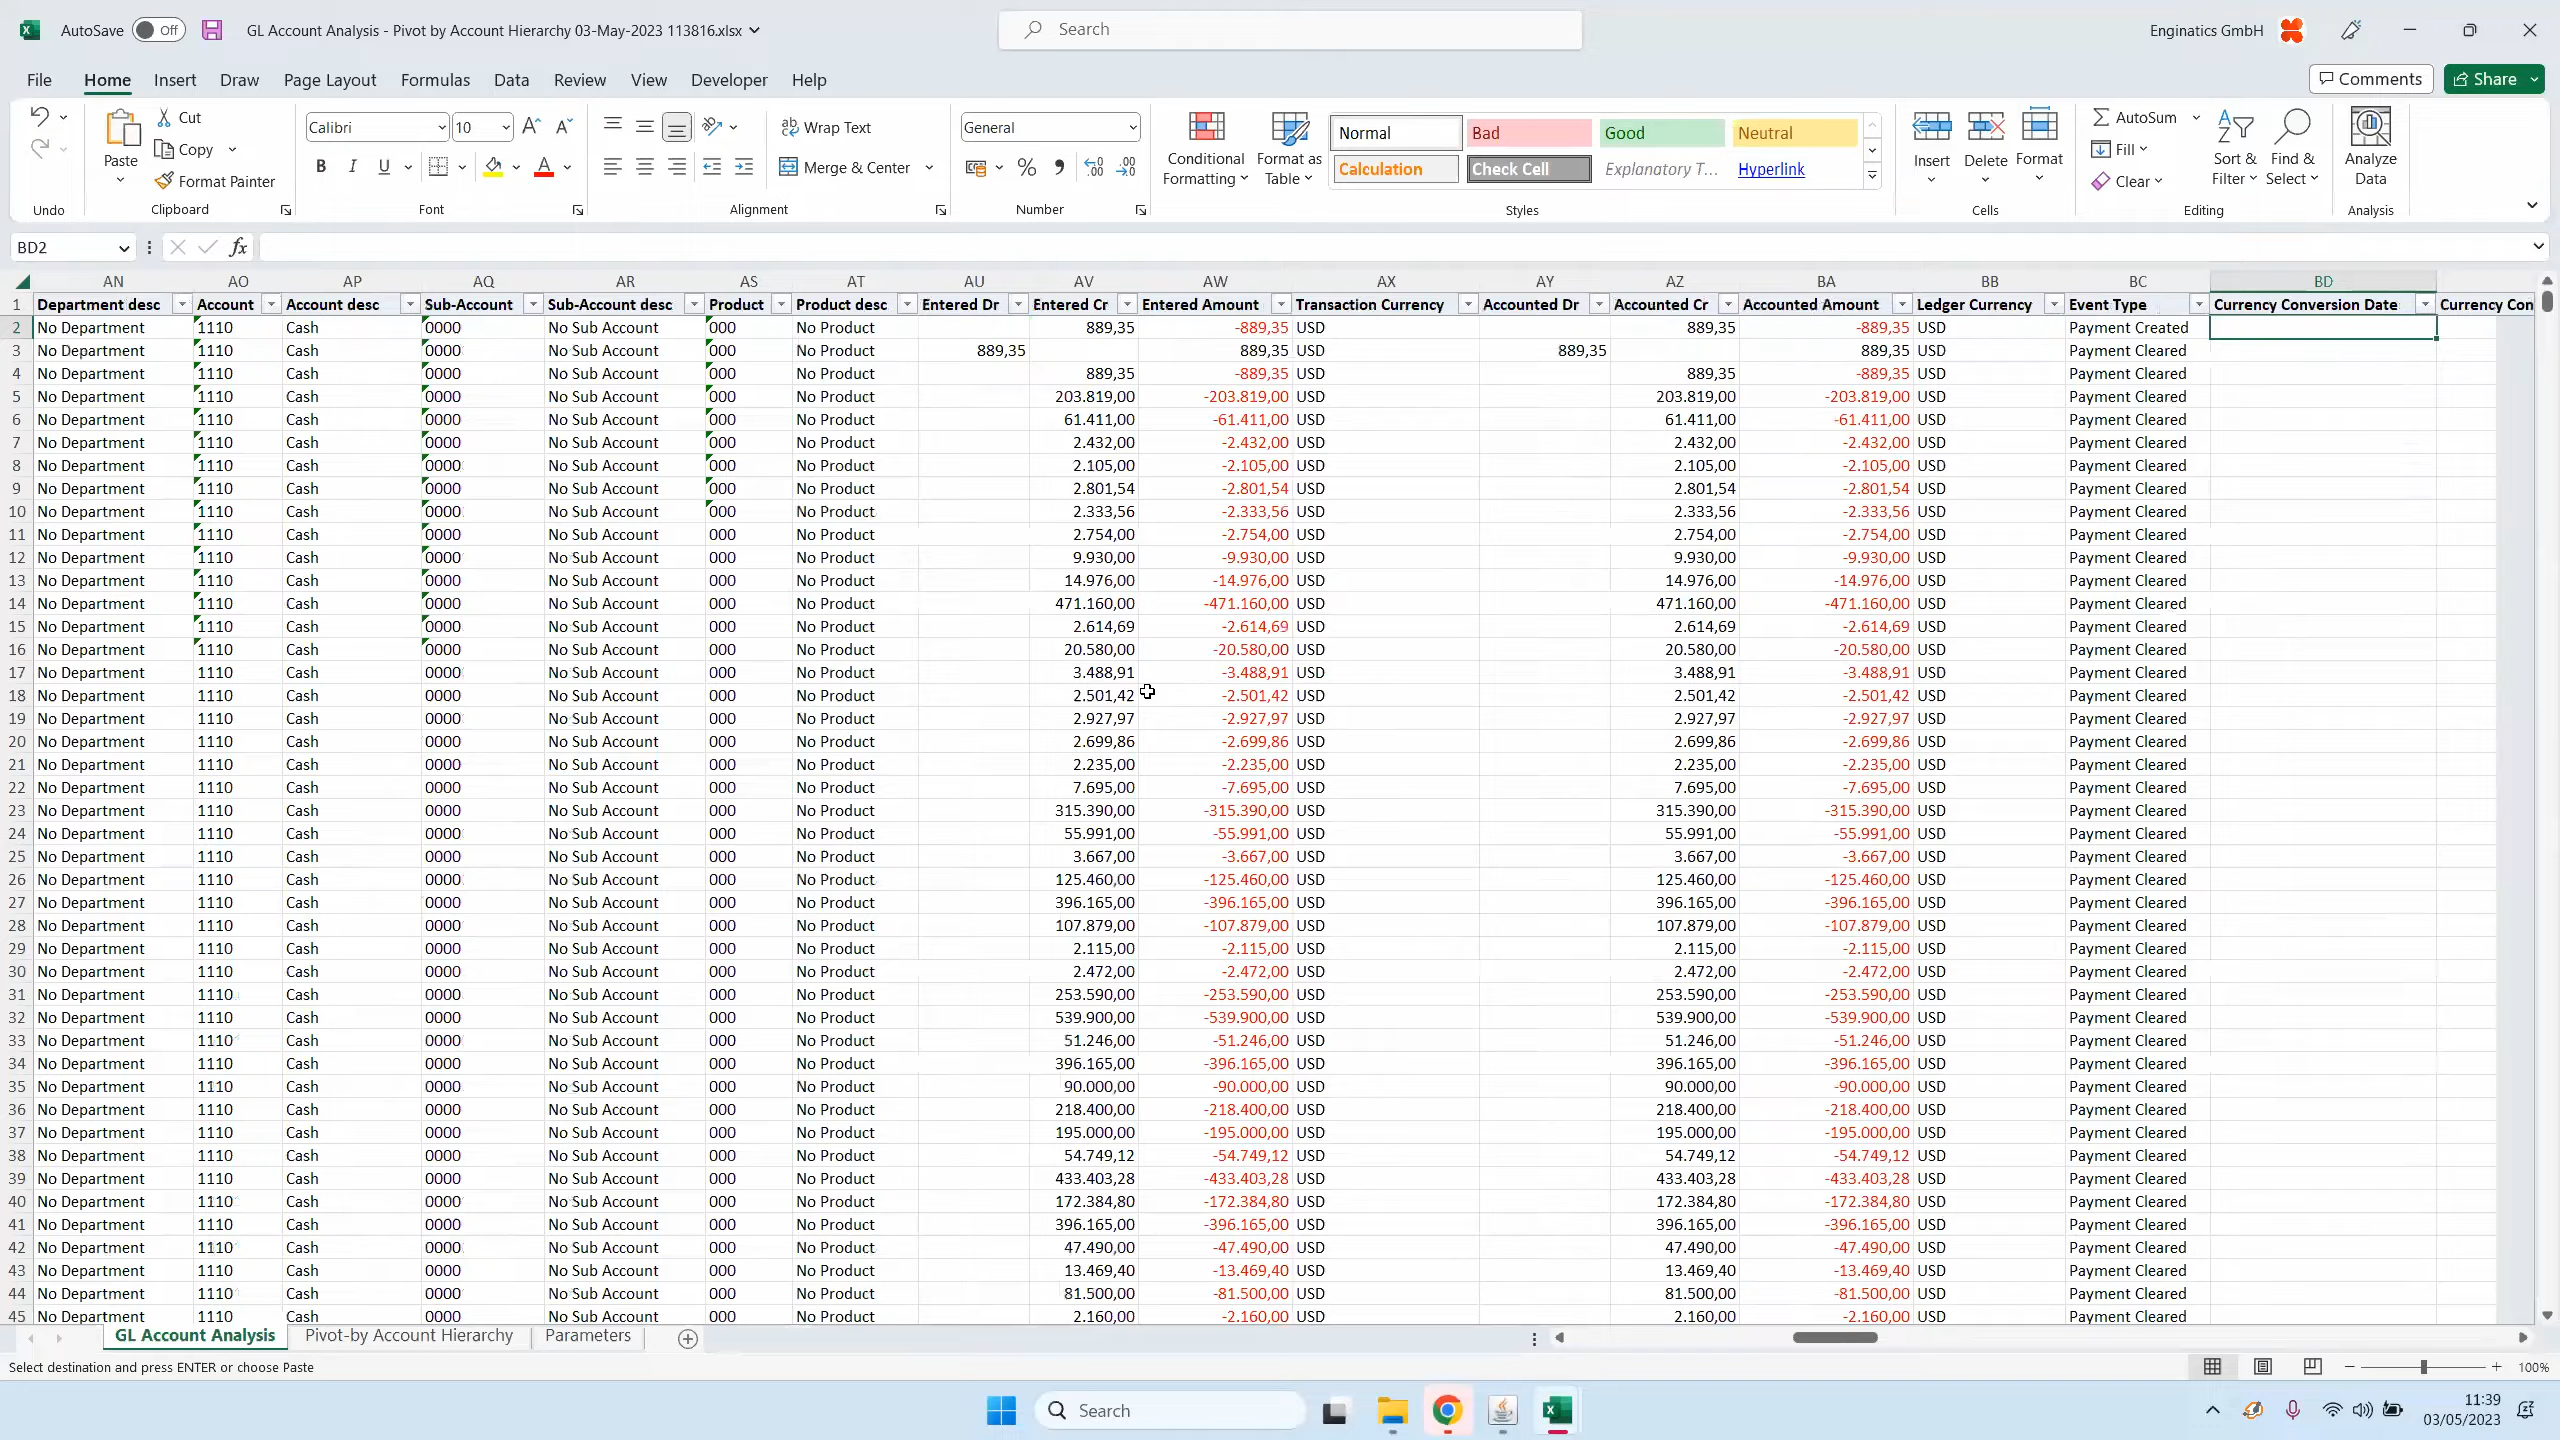 AutoSave Off GL Account Analysis - Pivot by Account Hierarchy 03-May-2023 113816.xlsx Search Enginatics GmbH
File Home Insert Draw Page Layout Formulas Data Review View Developer Help Comments Share
Cut Calibri 10 Wrap Text General Normal Bad Good Neutral AutoSum
Paste Copy B I U Merge & Center % Conditional Formatting Format as Table Calculation Check Cell Explanatory T... Hyperlink Insert Delete Format Fill Sort & Filter Find & Select Analyze Data
Format Painter Clear
Undo Clipboard Font Alignment Number Styles Cells Editing Analysis
BD2 fx
AN AO AP AQ AR AS AT AU AV AW AX AY AZ BA BB BC BD
1 Department desc Account Account desc Sub-Account Sub-Account desc Product Product desc Entered Dr Entered Cr Entered Amount Transaction Currency Accounted Dr Accounted Cr Accounted Amount Ledger Currency Event Type Currency Conversion Date Currency Con
2 No Department 1110 Cash 0000 No Sub Account 000 No Product 889,35 -889,35 USD 889,35 -889,35 USD Payment Created
3 No Department 1110 Cash 0000 No Sub Account 000 No Product 889,35 889,35 USD 889,35 889,35 USD Payment Cleared
4 No Department 1110 Cash 0000 No Sub Account 000 No Product 889,35 -889,35 USD 889,35 -889,35 USD Payment Cleared
5 No Department 1110 Cash 0000 No Sub Account 000 No Product 203.819,00 -203.819,00 USD 203.819,00 -203.819,00 USD Payment Cleared
6 No Department 1110 Cash 0000 No Sub Account 000 No Product 61.411,00 -61.411,00 USD 61.411,00 -61.411,00 USD Payment Cleared
7 No Department 1110 Cash 0000 No Sub Account 000 No Product 2.432,00 -2.432,00 USD 2.432,00 -2.432,00 USD Payment Cleared
8 No Department 1110 Cash 0000 No Sub Account 000 No Product 2.105,00 -2.105,00 USD 2.105,00 -2.105,00 USD Payment Cleared
9 No Department 1110 Cash 0000 No Sub Account 000 No Product 2.801,54 -2.801,54 USD 2.801,54 -2.801,54 USD Payment Cleared
10 No Department 1110 Cash 0000 No Sub Account 000 No Product 2.333,56 -2.333,56 USD 2.333,56 -2.333,56 USD Payment Cleared
11 No Department 1110 Cash 0000 No Sub Account 000 No Product 2.754,00 -2.754,00 USD 2.754,00 -2.754,00 USD Payment Cleared
12 No Department 1110 Cash 0000 No Sub Account 000 No Product 9.930,00 -9.930,00 USD 9.930,00 -9.930,00 USD Payment Cleared
13 No Department 1110 Cash 0000 No Sub Account 000 No Product 14.976,00 -14.976,00 USD 14.976,00 -14.976,00 USD Payment Cleared
14 No Department 1110 Cash 0000 No Sub Account 000 No Product 471.160,00 -471.160,00 USD 471.160,00 -471.160,00 USD Payment Cleared
15 No Department 1110 Cash 0000 No Sub Account 000 No Product 2.614,69 -2.614,69 USD 2.614,69 -2.614,69 USD Payment Cleared
16 No Department 1110 Cash 0000 No Sub Account 000 No Product 20.580,00 -20.580,00 USD 20.580,00 -20.580,00 USD Payment Cleared
17 No Department 1110 Cash 0000 No Sub Account 000 No Product 3.488,91 -3.488,91 USD 3.488,91 -3.488,91 USD Payment Cleared
18 No Department 1110 Cash 0000 No Sub Account 000 No Product 2.501,42 -2.501,42 USD 2.501,42 -2.501,42 USD Payment Cleared
19 No Department 1110 Cash 0000 No Sub Account 000 No Product 2.927,97 -2.927,97 USD 2.927,97 -2.927,97 USD Payment Cleared
20 No Department 1110 Cash 0000 No Sub Account 000 No Product 2.699,86 -2.699,86 USD 2.699,86 -2.699,86 USD Payment Cleared
21 No Department 1110 Cash 0000 No Sub Account 000 No Product 2.235,00 -2.235,00 USD 2.235,00 -2.235,00 USD Payment Cleared
22 No Department 1110 Cash 0000 No Sub Account 000 No Product 7.695,00 -7.695,00 USD 7.695,00 -7.695,00 USD Payment Cleared
23 No Department 1110 Cash 0000 No Sub Account 000 No Product 315.390,00 -315.390,00 USD 315.390,00 -315.390,00 USD Payment Cleared
24 No Department 1110 Cash 0000 No Sub Account 000 No Product 55.991,00 -55.991,00 USD 55.991,00 -55.991,00 USD Payment Cleared
25 No Department 1110 Cash 0000 No Sub Account 000 No Product 3.667,00 -3.667,00 USD 3.667,00 -3.667,00 USD Payment Cleared
26 No Department 1110 Cash 0000 No Sub Account 000 No Product 125.460,00 -125.460,00 USD 125.460,00 -125.460,00 USD Payment Cleared
27 No Department 1110 Cash 0000 No Sub Account 000 No Product 396.165,00 -396.165,00 USD 396.165,00 -396.165,00 USD Payment Cleared
28 No Department 1110 Cash 0000 No Sub Account 000 No Product 107.879,00 -107.879,00 USD 107.879,00 -107.879,00 USD Payment Cleared
29 No Department 1110 Cash 0000 No Sub Account 000 No Product 2.115,00 -2.115,00 USD 2.115,00 -2.115,00 USD Payment Cleared
30 No Department 1110 Cash 0000 No Sub Account 000 No Product 2.472,00 -2.472,00 USD 2.472,00 -2.472,00 USD Payment Cleared
31 No Department 1110 Cash 0000 No Sub Account 000 No Product 253.590,00 -253.590,00 USD 253.590,00 -253.590,00 USD Payment Cleared
32 No Department 1110 Cash 0000 No Sub Account 000 No Product 539.900,00 -539.900,00 USD 539.900,00 -539.900,00 USD Payment Cleared
33 No Department 1110 Cash 0000 No Sub Account 000 No Product 51.246,00 -51.246,00 USD 51.246,00 -51.246,00 USD Payment Cleared
34 No Department 1110 Cash 0000 No Sub Account 000 No Product 396.165,00 -396.165,00 USD 396.165,00 -396.165,00 USD Payment Cleared
35 No Department 1110 Cash 0000 No Sub Account 000 No Product 90.000,00 -90.000,00 USD 90.000,00 -90.000,00 USD Payment Cleared
36 No Department 1110 Cash 0000 No Sub Account 000 No Product 218.400,00 -218.400,00 USD 218.400,00 -218.400,00 USD Payment Cleared
37 No Department 1110 Cash 0000 No Sub Account 000 No Product 195.000,00 -195.000,00 USD 195.000,00 -195.000,00 USD Payment Cleared
38 No Department 1110 Cash 0000 No Sub Account 000 No Product 54.749,12 -54.749,12 USD 54.749,12 -54.749,12 USD Payment Cleared
39 No Department 1110 Cash 0000 No Sub Account 000 No Product 433.403,28 -433.403,28 USD 433.403,28 -433.403,28 USD Payment Cleared
40 No Department 1110 Cash 0000 No Sub Account 000 No Product 172.384,80 -172.384,80 USD 172.384,80 -172.384,80 USD Payment Cleared
41 No Department 1110 Cash 0000 No Sub Account 000 No Product 396.165,00 -396.165,00 USD 396.165,00 -396.165,00 USD Payment Cleared
42 No Department 1110 Cash 0000 No Sub Account 000 No Product 47.490,00 -47.490,00 USD 47.490,00 -47.490,00 USD Payment Cleared
43 No Department 1110 Cash 0000 No Sub Account 000 No Product 13.469,40 -13.469,40 USD 13.469,40 -13.469,40 USD Payment Cleared
44 No Department 1110 Cash 0000 No Sub Account 000 No Product 81.500,00 -81.500,00 USD 81.500,00 -81.500,00 USD Payment Cleared
45 No Department 1110 Cash 0000 No Sub Account 000 No Product 2.160,00 -2.160,00 USD 2.160,00 -2.160,00 USD Payment Cleared
GL Account Analysis Pivot-by Account Hierarchy Parameters
Select destination and press ENTER or choose Paste 100%
Search 11:39
03/05/2023